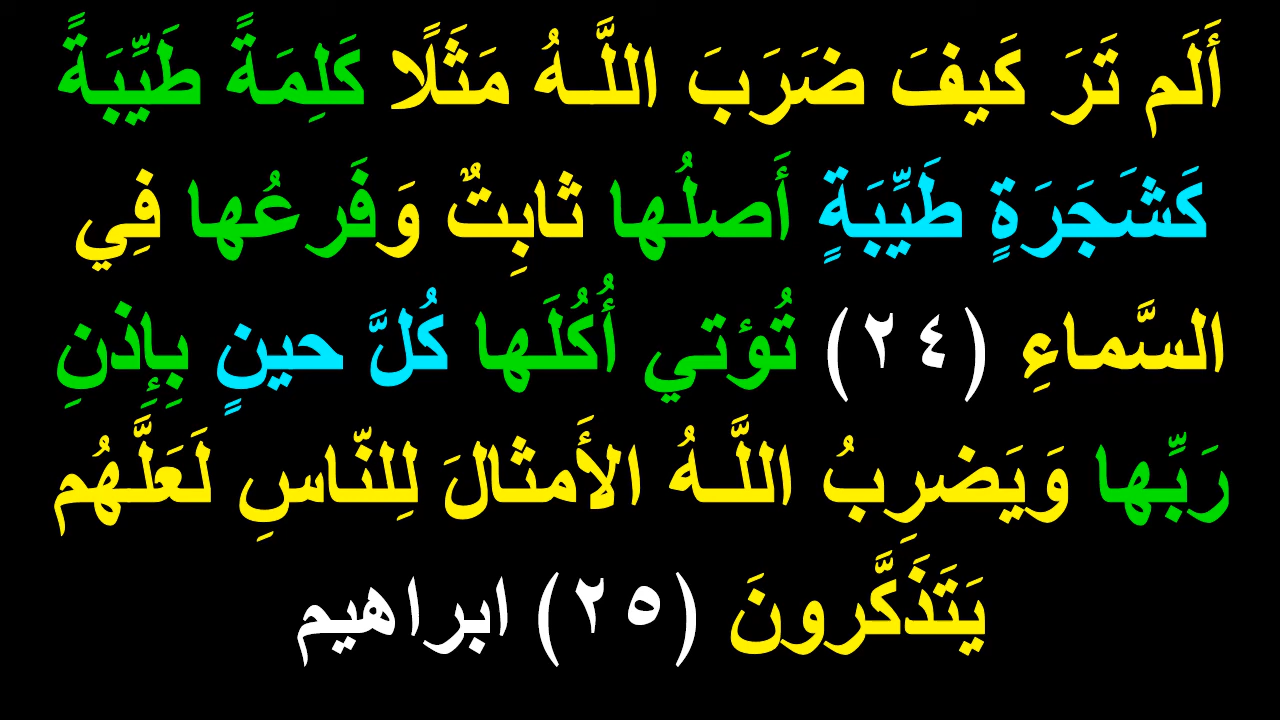 أَلَم تَرَ كَيفَ ضَرَبَ اللَّـهُ مَثَلًا كَلِمَةً طَيِّبَةً
كَشَجَرَةٍ طَيِّبَةٍ أَصلُها ثابِتٌ وَفَرعُها فِي
السَّماءِ (٢٤) تُؤتي أُكُلَها كُلَّ حينٍ بِإِذنِ
رَبِّها وَيَضرِبُ اللَّـهُ الأَمثالَ لِلنّاسِ لَعَلَّهُم
يَتَذَكَّرونَ (٢٥) ابراهيم